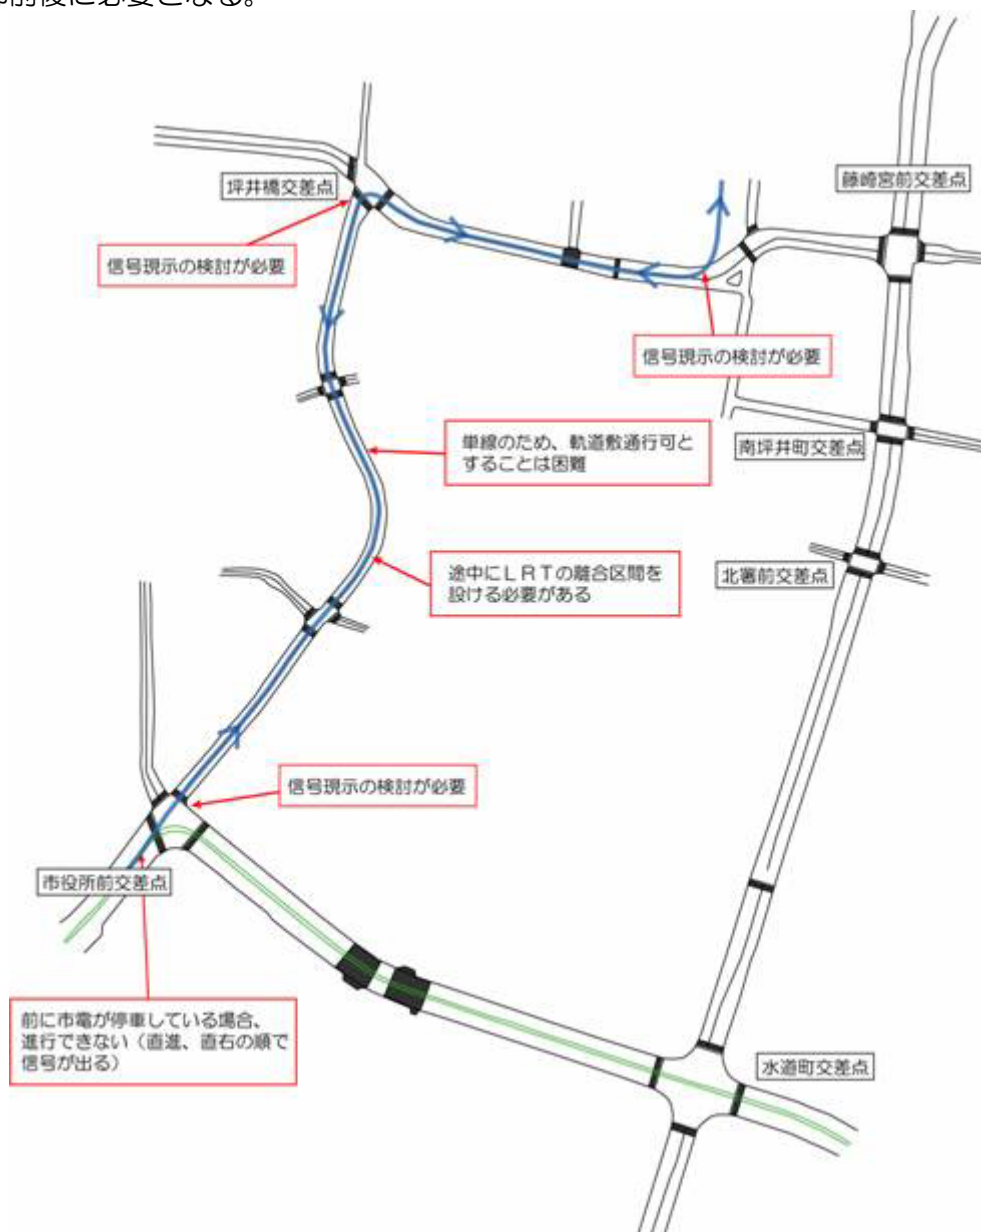 前後に必要となる。
坪井橋交差点
藤崎宮前交差点
信号現示の検討が必要
信号現示の検討が必要
単線のため、軌道敷通行可と
することは困難
南坪井町交差点
途中にLRTの離合区間を
設ける必要がある
北署前交差点
信号現示の検討が必要
市役所前交差点
前に市電が停車している場合、
進行できない（直進、直右の順で
信号が出る）
水道町交差点